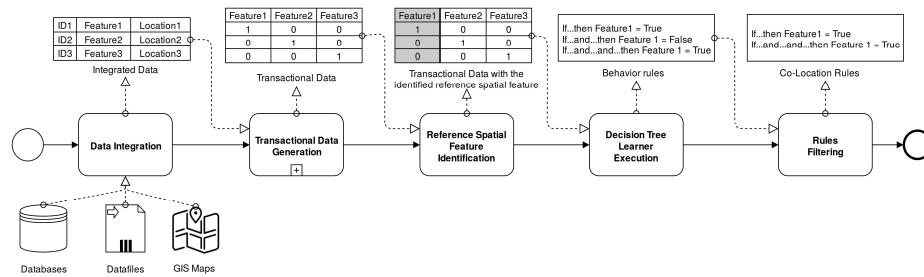 ID1 Feature1 Location1
ID2 Feature2 Location2
ID3 Feature3 Location3
Integrated Data
Feature1 Feature2 Feature3
1 0 0
0 1 0
0 0 1
Transactional Data
Feature1 Feature2 Feature3
1 0 0
0 1 0
0 0 1
Transactional Data with the
identified reference spatial feature
If...then Feature1 = True
If...and...then Feature1 = False
If...and...and...then Feature 1 = True
Behavior rules
If...then Feature1 = True
If...and...and...then Feature 1 = True
Co-Location Rules
Data Integration
Transactional Data
Generation
+
Reference Spatial
Feature
Identification
Decision Tree
Learner
Execution
Rules
Filtering
Databases
Datafiles
GIS Maps